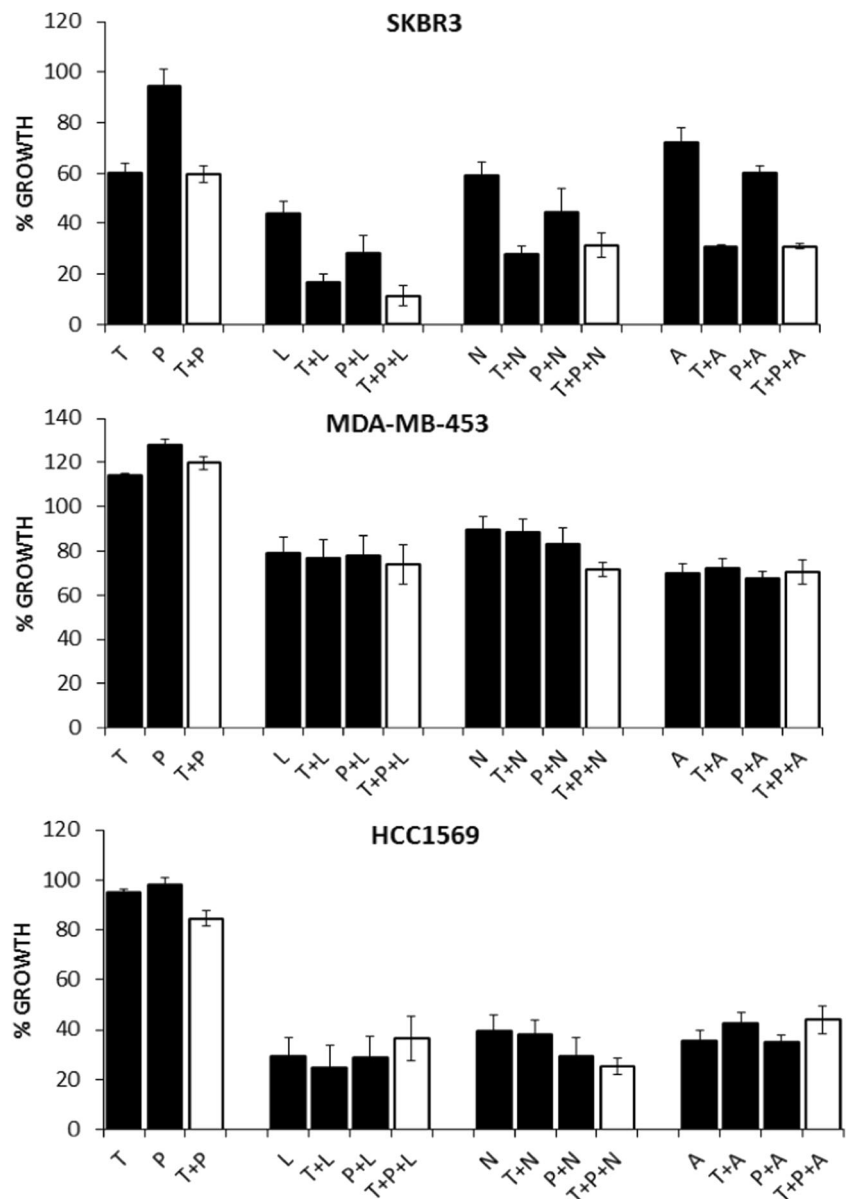 SKBR3
% GROWTH
120
100
80
60
40
20
0
T P T+P L T+L P+L T+P+L N T+N P+N T+P+N A T+A P+A T+P+A
MDA-MB-453
% GROWTH
140
120
100
80
60
40
20
0
T P T+P L T+L P+L T+P+L N T+N P+N T+P+N A T+A P+A T+P+A
HCC1569
% GROWTH
120
100
80
60
40
20
0
T P T+P L T+L P+L T+P+L N T+N P+N T+P+N A T+A P+A T+P+A